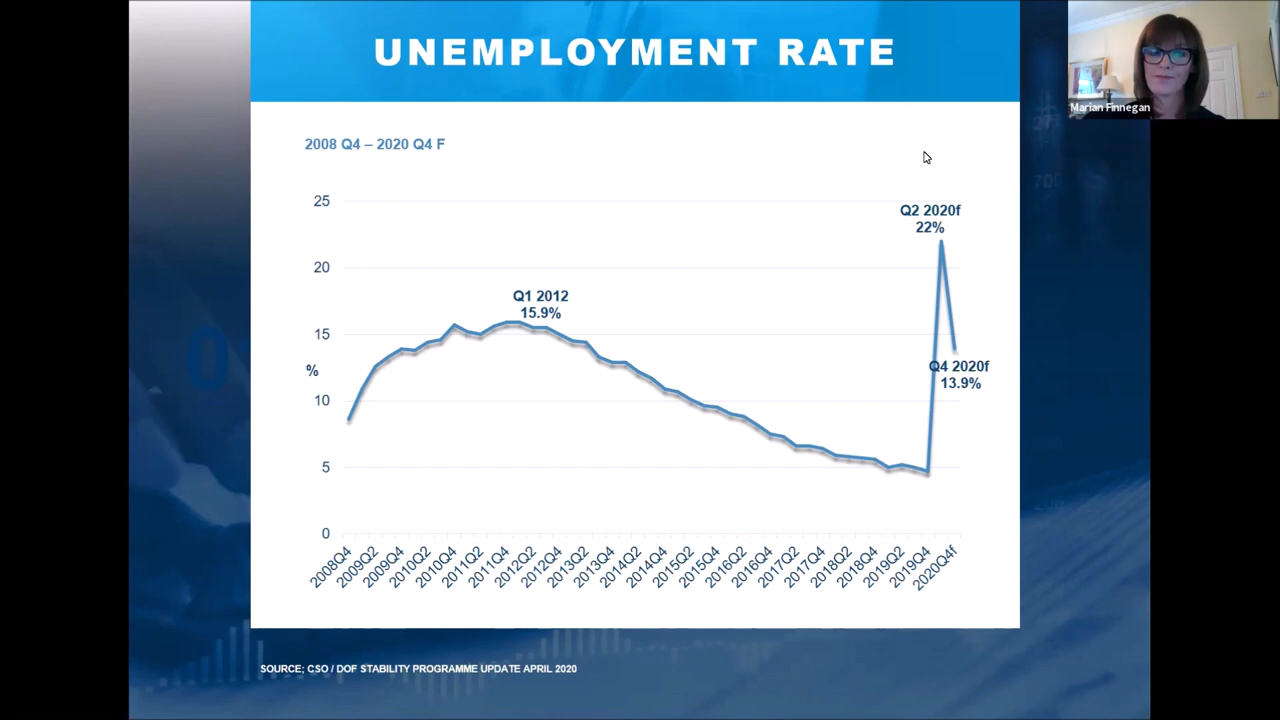 UNEMPLOYMENT RATE
Marian Finnegan
2008 Q4 – 2020 Q4 F
25
20
15
10
5
0
%
Q1 2012
15.9%
Q2 2020f
22%
Q4 2020f
13.9%
2008Q4
2009Q2
2009Q4
2010Q2
2010Q4
2011Q2
2011Q4
2012Q2
2012Q4
2013Q2
2013Q4
2014Q2
2014Q4
2015Q2
2015Q4
2016Q2
2016Q4
2017Q2
2017Q4
2018Q2
2018Q4
2019Q2
2019Q4
2020Q4f
SOURCE; CSO / DOF STABILITY PROGRAMME UPDATE APRIL 2020